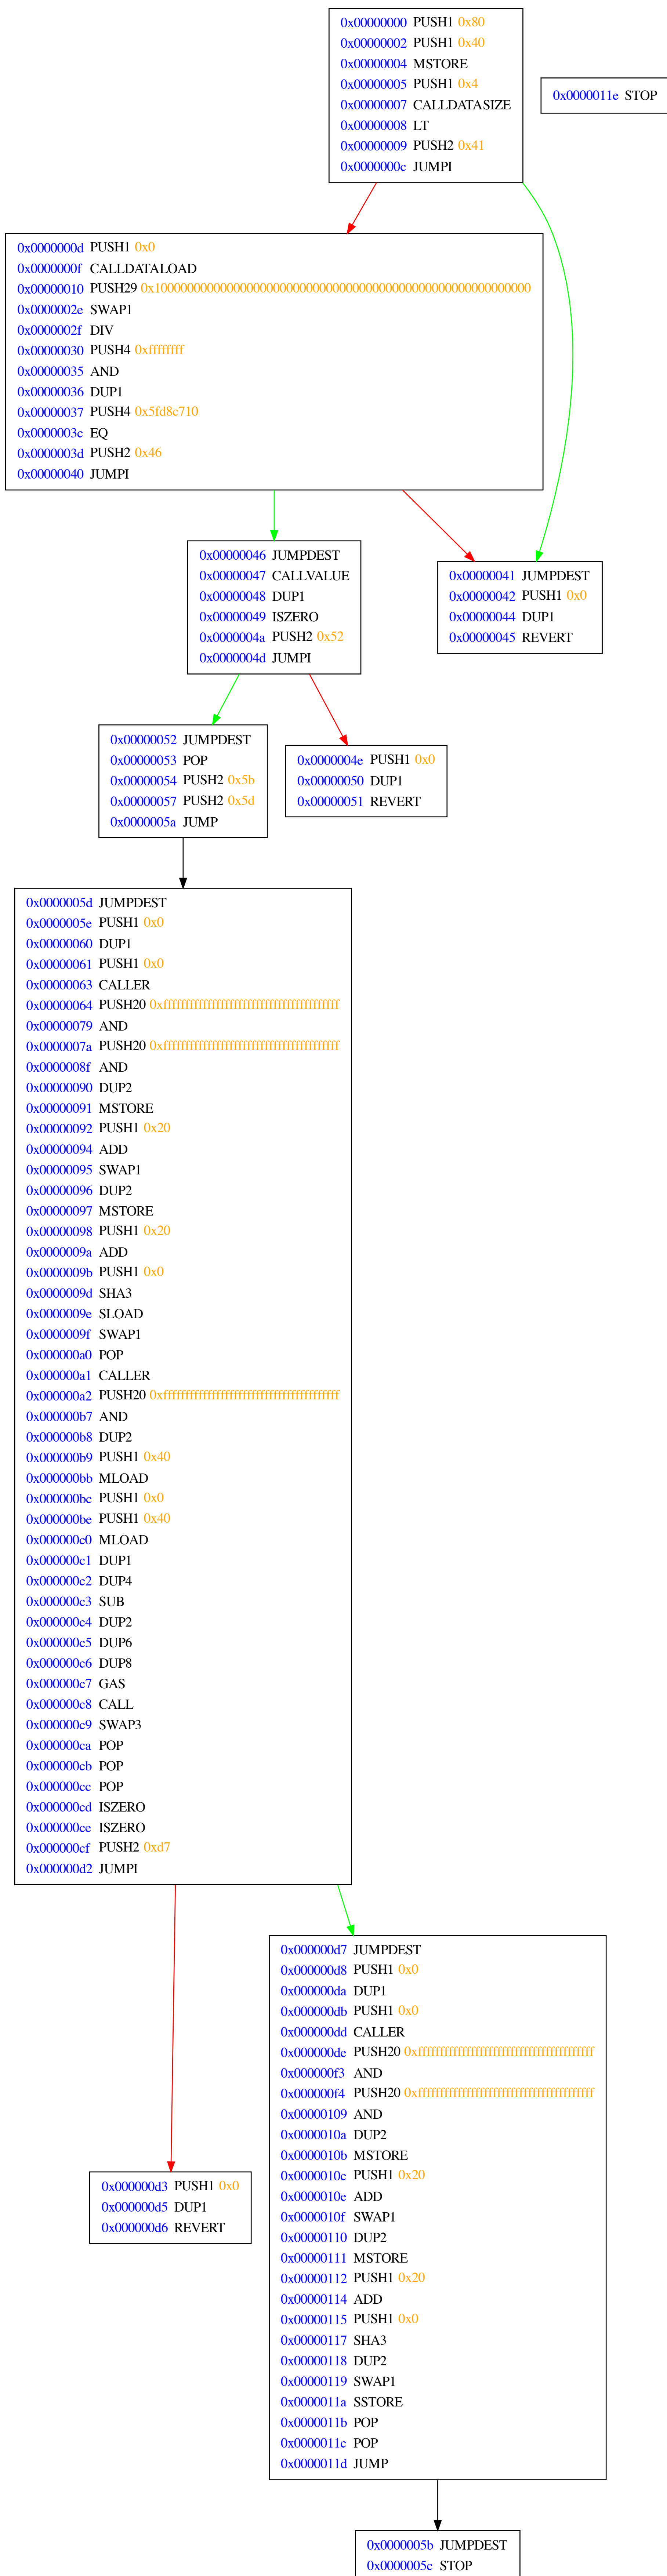 0x00000000 PUSH1 0x80
0x00000002 PUSH1 0x40
0x00000004 MSTORE
0x00000005 PUSH1 0x4
0x00000007 CALLDATASIZE
0x00000008 LT
0x00000009 PUSH2 0x41
0x0000000c JUMPI
0x0000011e STOP
0x0000000d PUSH1 0x0
0x0000000f CALLDATALOAD
0x00000010 PUSH29 0x100000000000000000000000000000000000000000000000000000000
0x0000002e SWAP1
0x0000002f DIV
0x00000030 PUSH4 0xffffffff
0x00000035 AND
0x00000036 DUP1
0x00000037 PUSH4 0x5fd8c710
0x0000003c EQ
0x0000003d PUSH2 0x46
0x00000040 JUMPI
0x00000046 JUMPDEST
0x00000047 CALLVALUE
0x00000048 DUP1
0x00000049 ISZERO
0x0000004a PUSH2 0x52
0x0000004d JUMPI
0x00000041 JUMPDEST
0x00000042 PUSH1 0x0
0x00000044 DUP1
0x00000045 REVERT
0x00000052 JUMPDEST
0x00000053 POP
0x00000054 PUSH2 0x5b
0x00000057 PUSH2 0x5d
0x0000005a JUMP
0x0000004e PUSH1 0x0
0x00000050 DUP1
0x00000051 REVERT
0x0000005d JUMPDEST
0x0000005e PUSH1 0x0
0x00000060 DUP1
0x00000061 PUSH1 0x0
0x00000063 CALLER
0x00000064 PUSH20 0xffffffffffffffffffffffffffffffffffffffff
0x00000079 AND
0x0000007a PUSH20 0xffffffffffffffffffffffffffffffffffffffff
0x0000008f AND
0x00000090 DUP2
0x00000091 MSTORE
0x00000092 PUSH1 0x20
0x00000094 ADD
0x00000095 SWAP1
0x00000096 DUP2
0x00000097 MSTORE
0x00000098 PUSH1 0x20
0x0000009a ADD
0x0000009b PUSH1 0x0
0x0000009d SHA3
0x0000009e SLOAD
0x0000009f SWAP1
0x000000a0 POP
0x000000a1 CALLER
0x000000a2 PUSH20 0xffffffffffffffffffffffffffffffffffffffff
0x000000b7 AND
0x000000b8 DUP2
0x000000b9 PUSH1 0x40
0x000000bb MLOAD
0x000000bc PUSH1 0x0
0x000000be PUSH1 0x40
0x000000c0 MLOAD
0x000000c1 DUP1
0x000000c2 DUP4
0x000000c3 SUB
0x000000c4 DUP2
0x000000c5 DUP6
0x000000c6 DUP8
0x000000c7 GAS
0x000000c8 CALL
0x000000c9 SWAP3
0x000000ca POP
0x000000cb POP
0x000000cc POP
0x000000cd ISZERO
0x000000ce ISZERO
0x000000cf PUSH2 0xd7
0x000000d2 JUMPI
0x000000d7 JUMPDEST
0x000000d8 PUSH1 0x0
0x000000da DUP1
0x000000db PUSH1 0x0
0x000000dd CALLER
0x000000de PUSH20 0xffffffffffffffffffffffffffffffffffffffff
0x000000f3 AND
0x000000f4 PUSH20 0xffffffffffffffffffffffffffffffffffffffff
0x00000109 AND
0x0000010a DUP2
0x0000010b MSTORE
0x0000010c PUSH1 0x20
0x0000010e ADD
0x0000010f SWAP1
0x00000110 DUP2
0x00000111 MSTORE
0x00000112 PUSH1 0x20
0x00000114 ADD
0x00000115 PUSH1 0x0
0x00000117 SHA3
0x00000118 DUP2
0x00000119 SWAP1
0x0000011a SSTORE
0x0000011b POP
0x0000011c POP
0x0000011d JUMP
0x000000d3 PUSH1 0x0
0x000000d5 DUP1
0x000000d6 REVERT
0x0000005b JUMPDEST
0x0000005c STOP